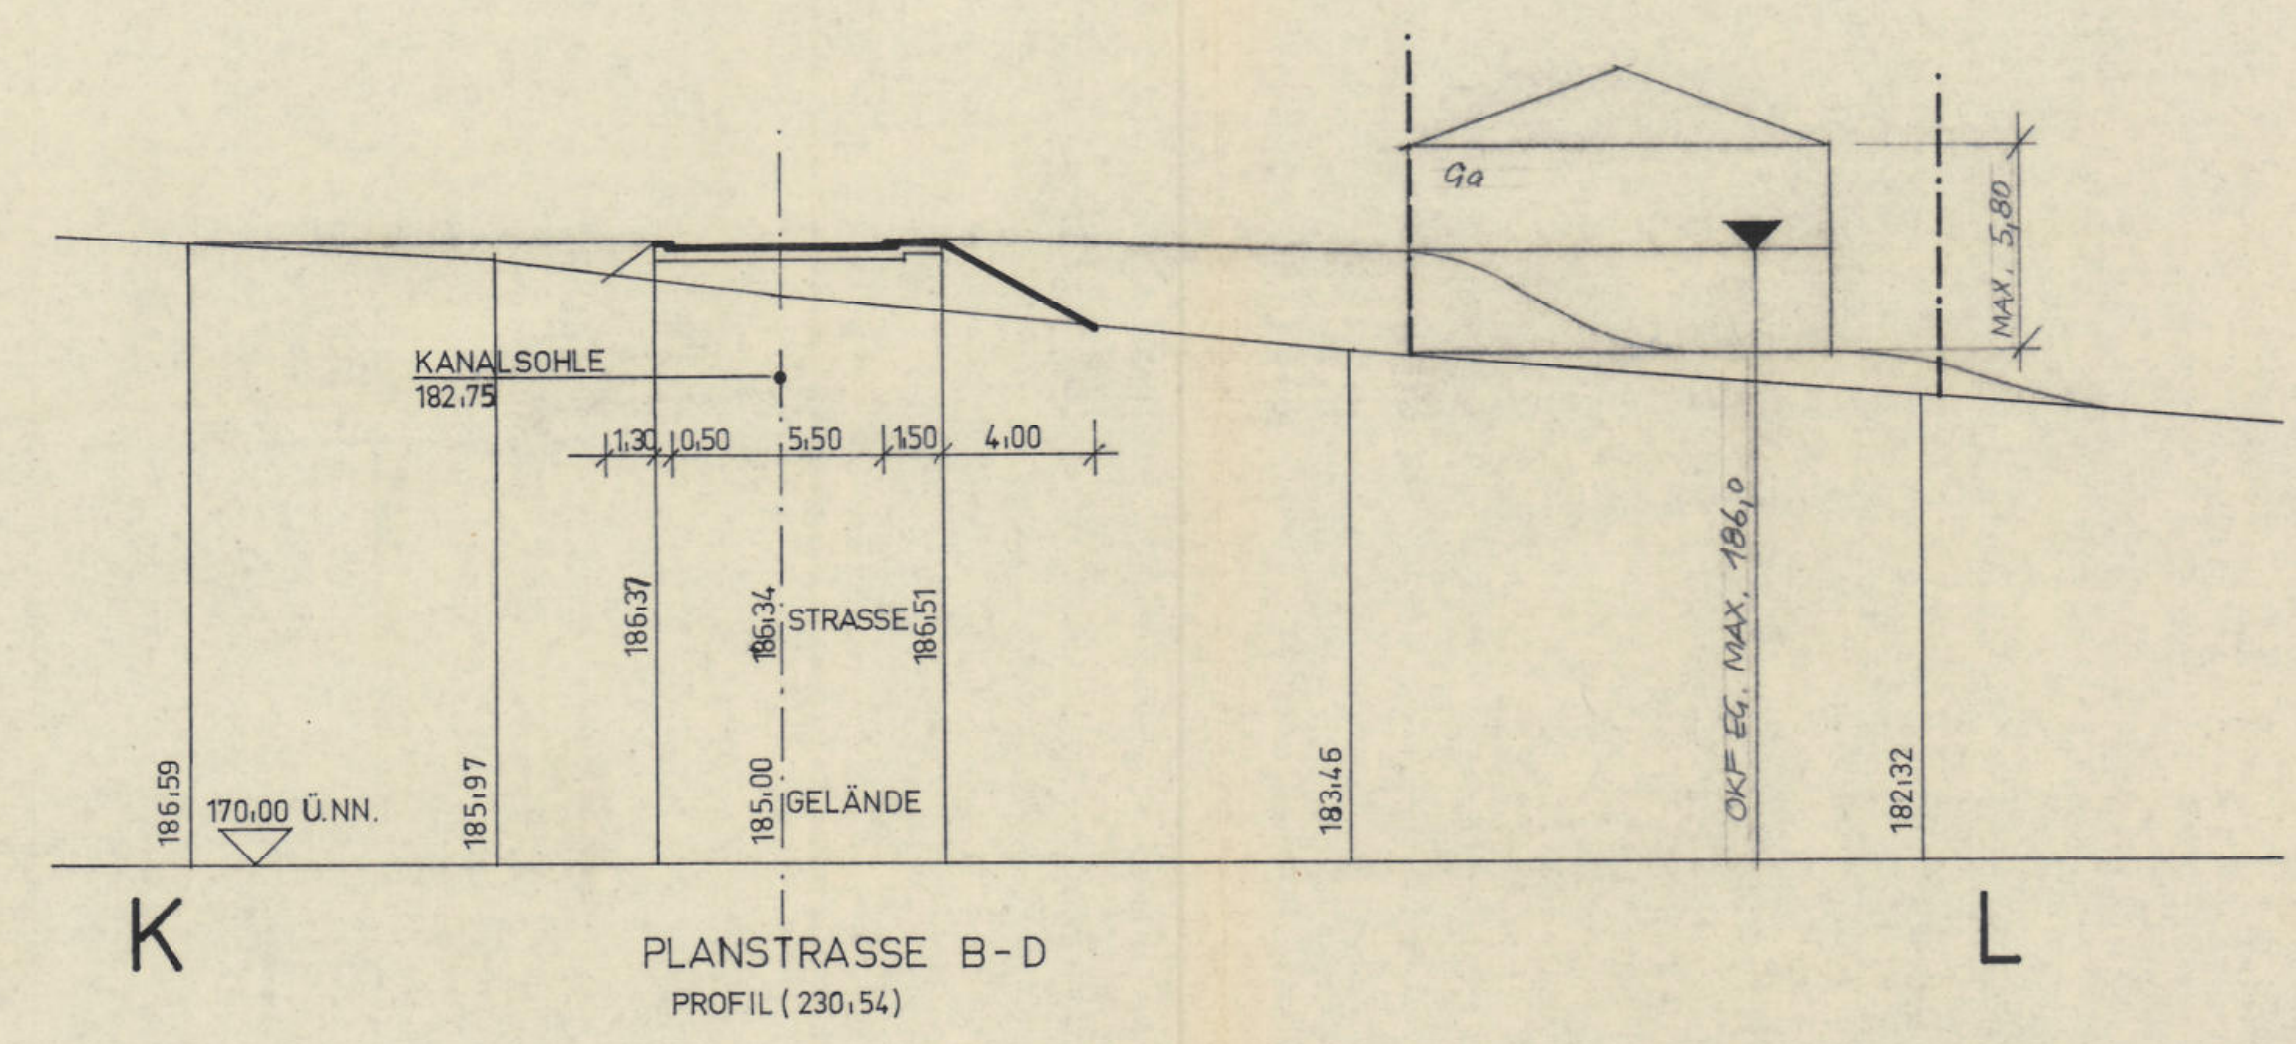 Ga
MAX. 5,80
KANALSOHLE
182,75
1,30 0,50 5,50 1,50 4,00
186,37
186,34
STRASSE
186,51
OKF EG. MAX. 186,0
186,59
170,00 Ü.NN.
185,97
185,00
GELÄNDE
183,46
182,32
K
L
PLANSTRASSE B-D
PROFIL (230,54)